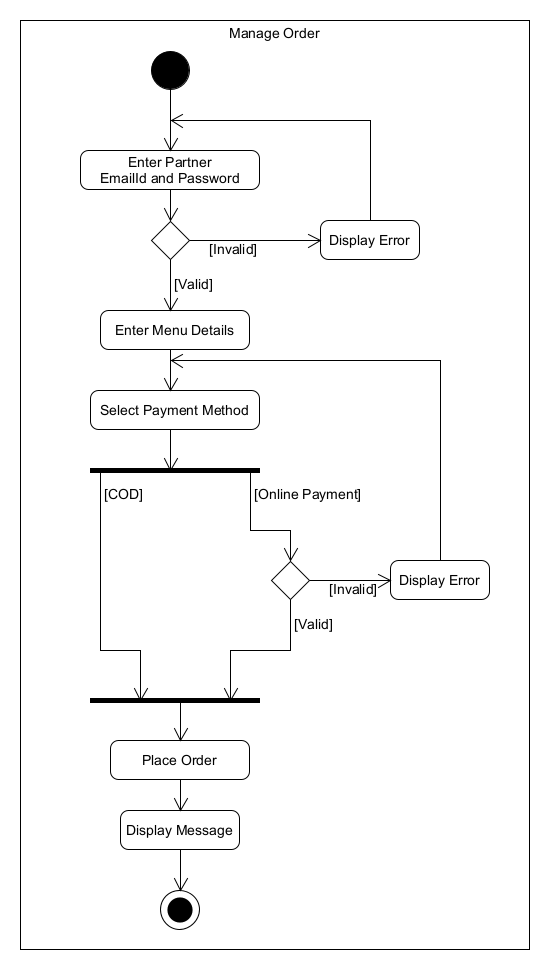 Manage Order
Enter Partner
EmailId and Password
[Invalid]
Display Error
[Valid]
Enter Menu Details
Select Payment Method
[COD]
[Online Payment]
[Invalid]
Display Error
[Valid]
Place Order
Display Message